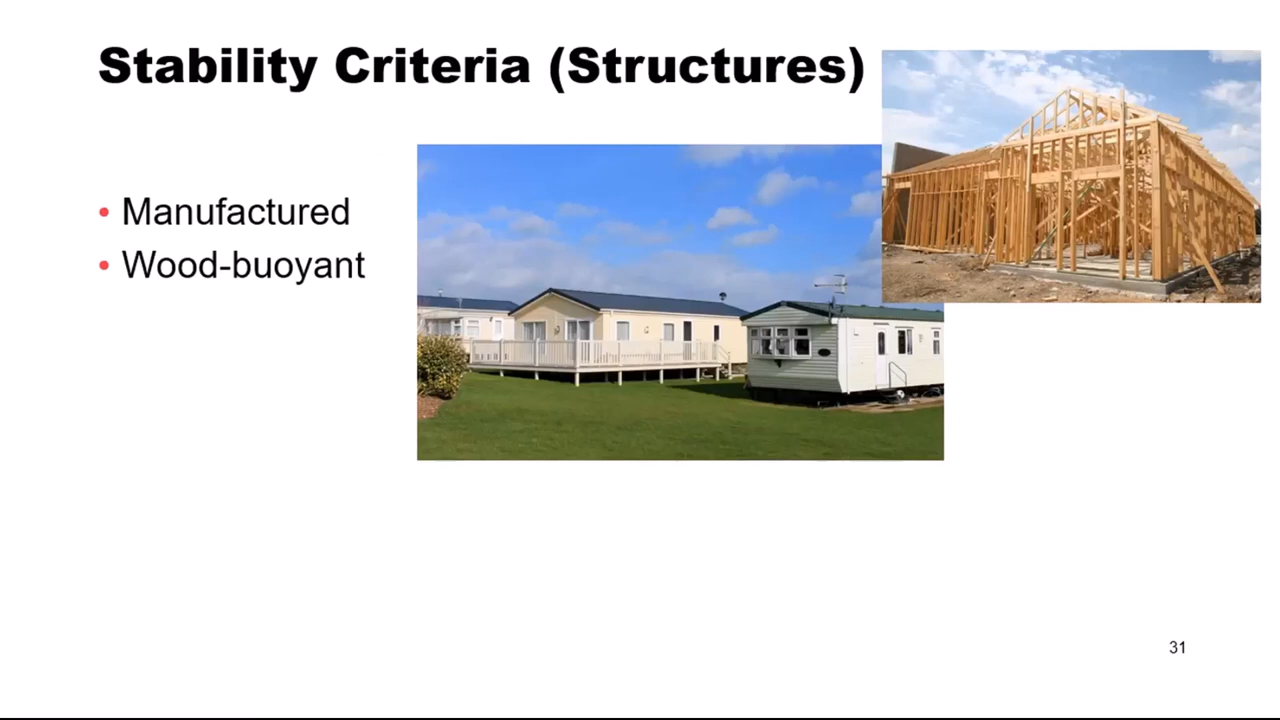 Stability Criteria (Structures)
• Manufactured
• Wood-buoyant
31